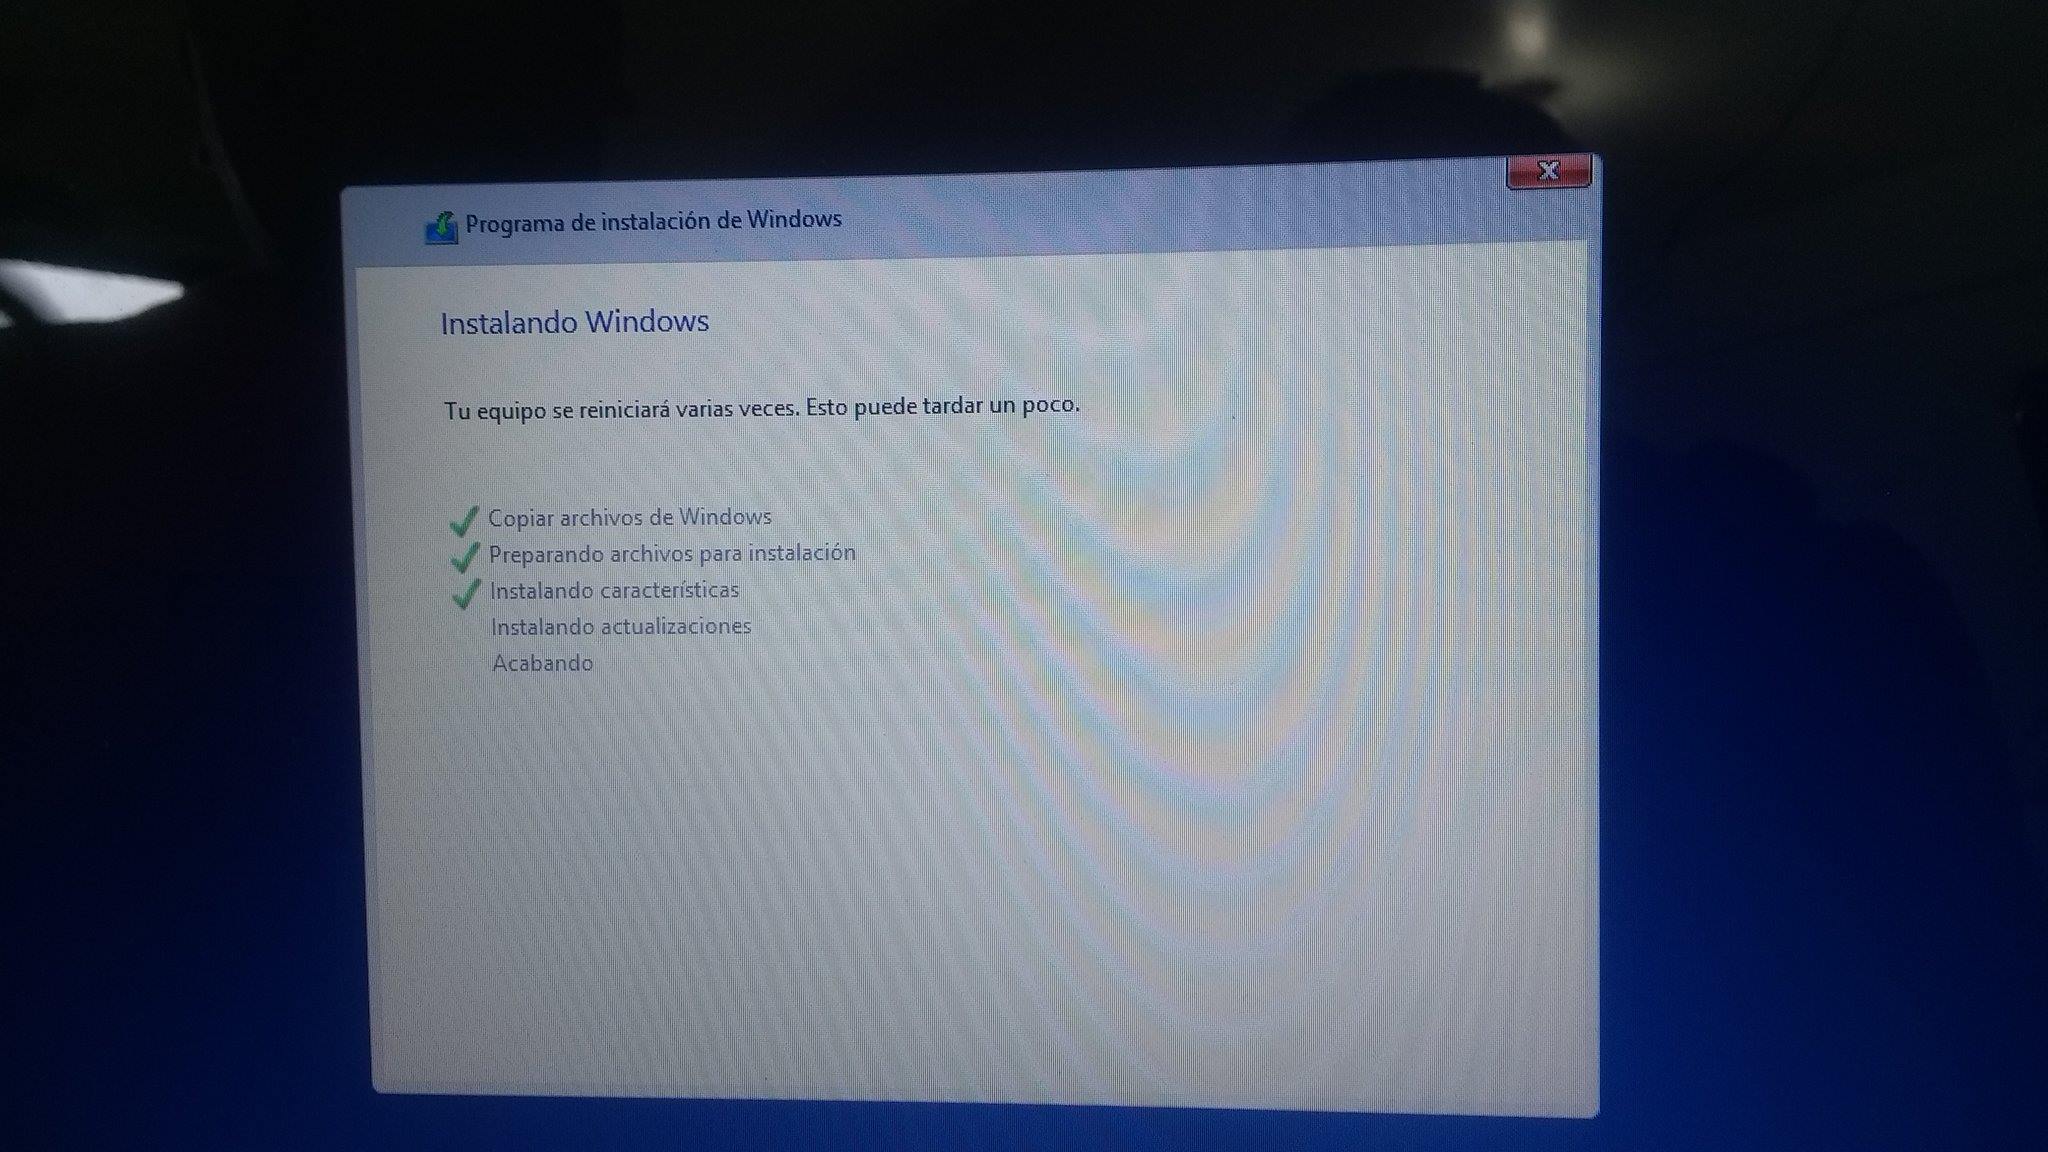 Programa de instalación de Windows
Instalando Windows
Tu equipo se reiniciará varias veces. Esto puede tardar un poco.
Copiar archivos de Windows
Preparando archivos para instalación
Instalando características
Instalando actualizaciones
Acabando